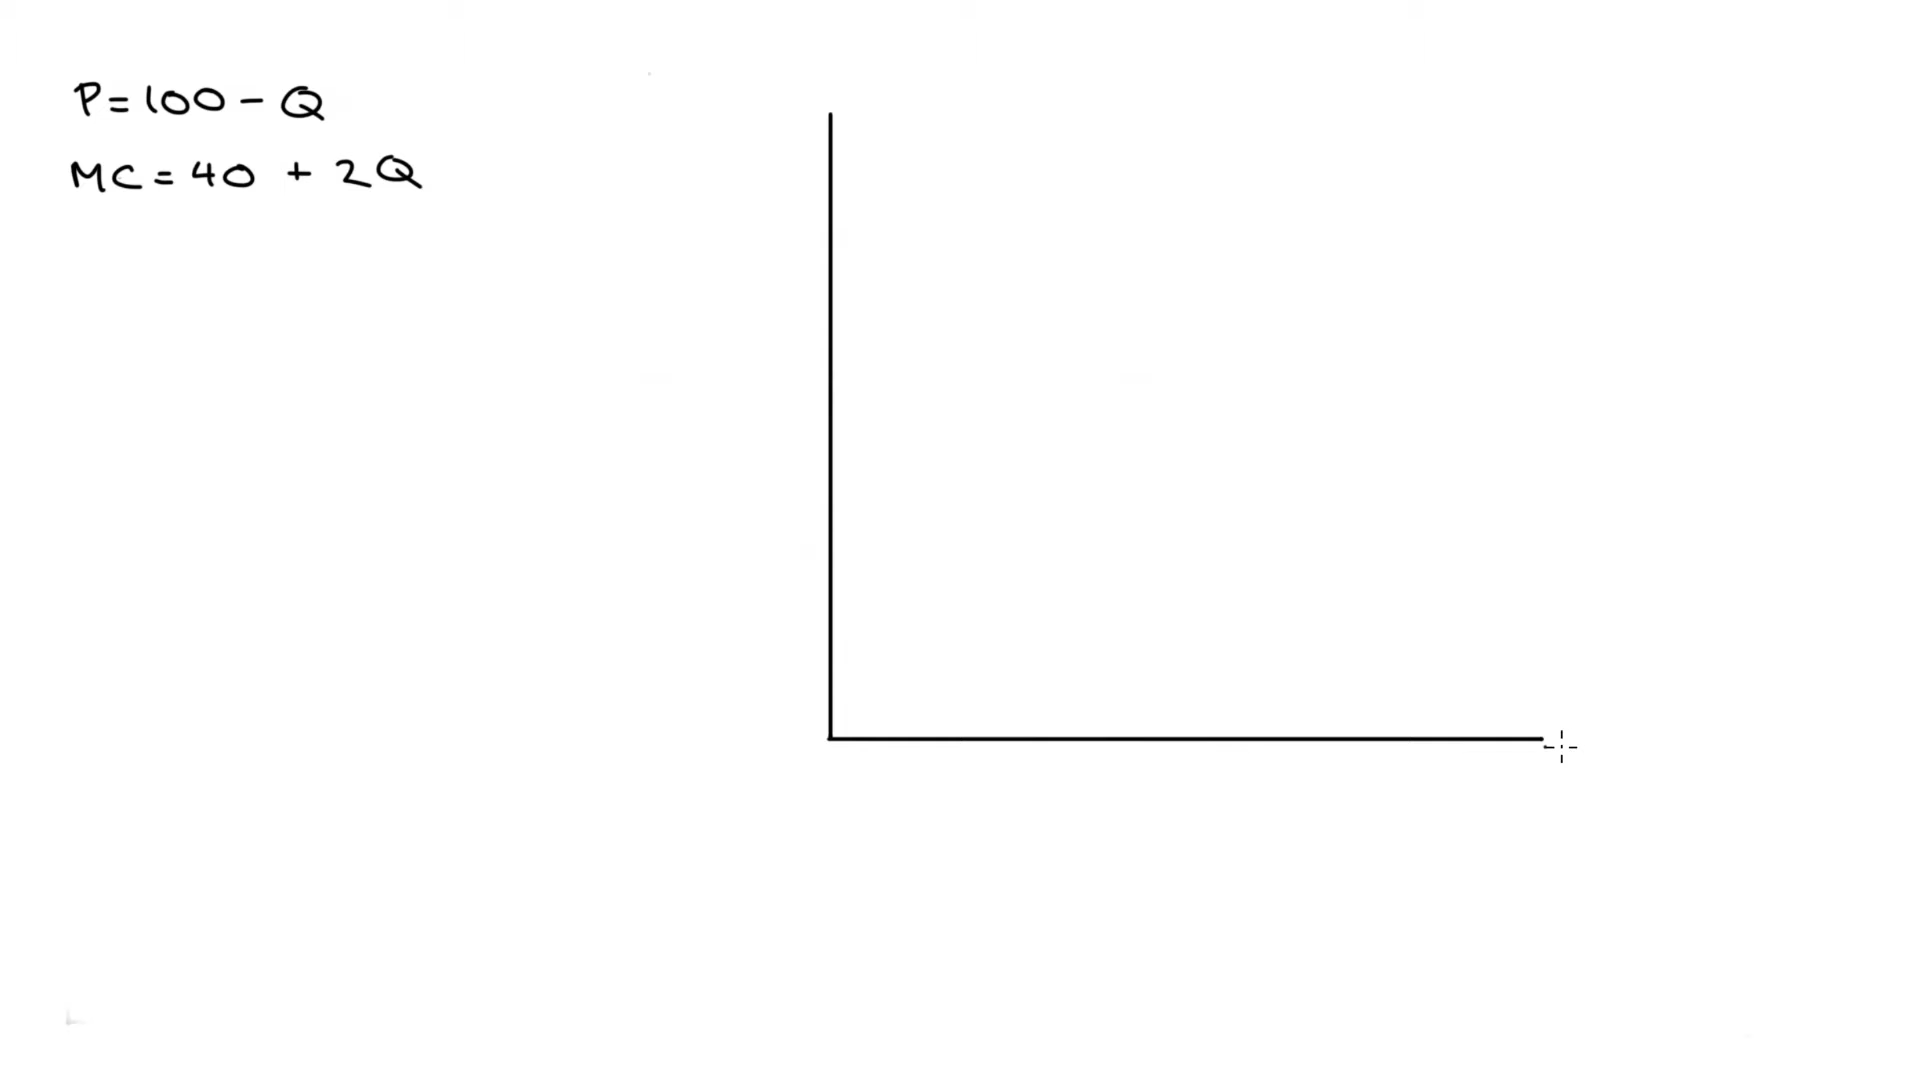 P = 100 - Q
MC = 40 + 2Q